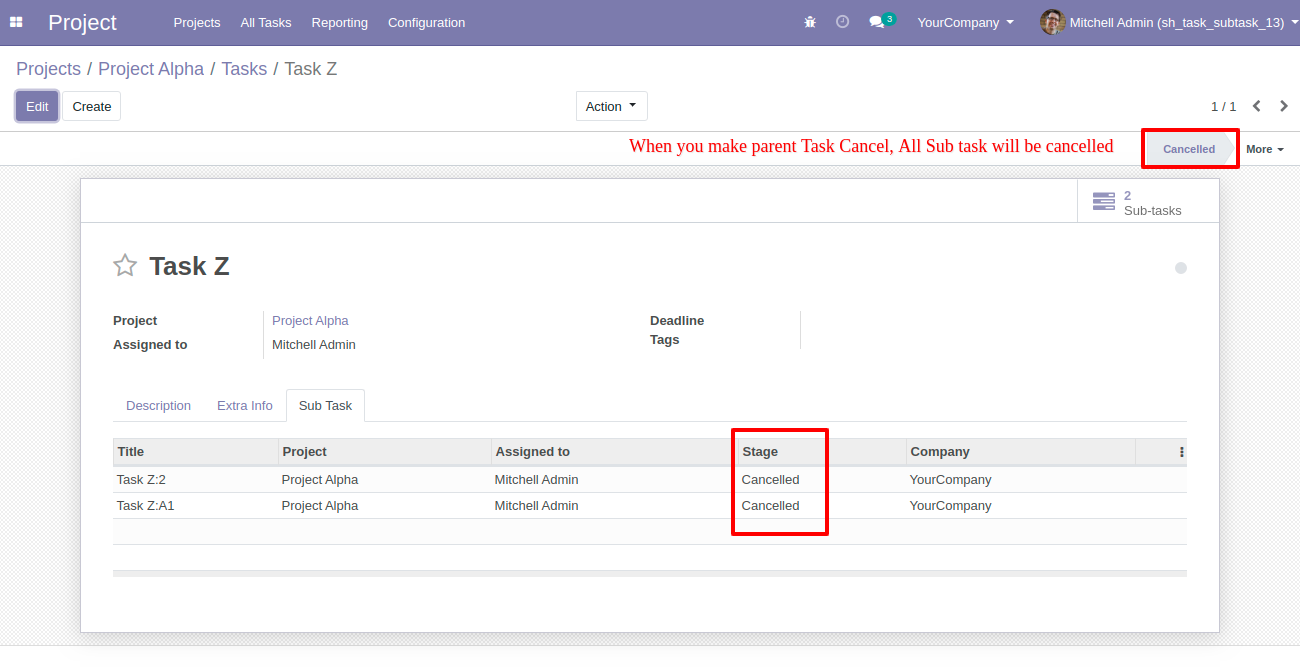 Project Projects All Tasks Reporting Configuration 3 YourCompany Mitchell Admin (sh_task_subtask_13)
Projects / Project Alpha / Tasks / Task Z
Edit Create Action 1 / 1
When you make parent Task Cancel, All Sub task will be cancelled Cancelled More
2
Sub-tasks
Task Z
Project Project Alpha Deadline
Assigned to Mitchell Admin Tags
Description Extra Info Sub Task
Title Project Assigned to Stage Company
Task Z:2 Project Alpha Mitchell Admin Cancelled YourCompany
Task Z:A1 Project Alpha Mitchell Admin Cancelled YourCompany